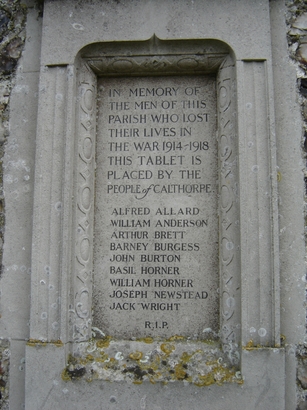 IN MEMORY OF
THE MEN OF THIS
PARISH WHO LOST
THEIR LIVES IN
THE WAR 1914-1918
THIS TABLET IS
PLACED BY THE
PEOPLE of CALTHORPE.
ALFRED ALLARD
WILLIAM ANDERSON
ARTHUR BRETT
BARNEY BURGESS
JOHN BURTON
BASIL HORNER
WILLIAM HORNER
JOSEPH NEWSTEAD
JACK WRIGHT
R.I.P.